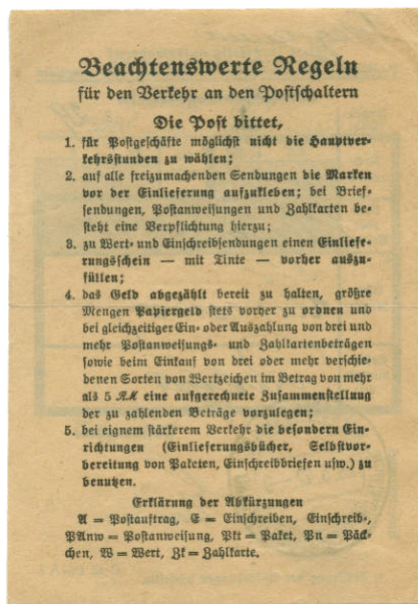 Beachtenswerte Regeln
für den Verkehr an den Postschaltern
Die Post bittet,
1. für Postgeschäfte möglichst nicht die Hauptver-
kehrsstunden zu wählen;
2. auf alle freizumachenden Sendungen die Marken
vor der Einlieferung aufzukleben; bei Brief-
sendungen, Postanweisungen und Zahlkarten be-
steht eine Verpflichtung hierzu;
3. zu Wert- und Einschreibsendungen einen Einliefe-
rungsschein — mit Tinte — vorher auszu-
füllen;
4. das Geld abgezählt bereit zu halten, größre
Mengen Papiergeld stets vorher zu ordnen und
bei gleichzeitiger Ein- oder Auszahlung von drei und
mehr Postanweisungs- und Zahlkartenbeträgen
sowie beim Einkauf von drei oder mehr verschie-
denen Sorten von Wertzeichen im Betrag von mehr
als 5 RM eine aufgerechnete Zusammenstellung
der zu zahlenden Beträge vorzulegen;
5. bei eignem stärkerem Verkehr die besondern Ein-
richtungen (Einlieferungsbücher, Selbstvor-
bereitung von Paketen, Einschreibbriefen usw.) zu
benutzen.
Erklärung der Abkürzungen
A = Postauftrag, E = Einschreiben, Einschreib-,
PAnw = Postanweisung, Pkt = Paket, Pn = Päck-
chen, W = Wert, Zk = Zahlkarte.